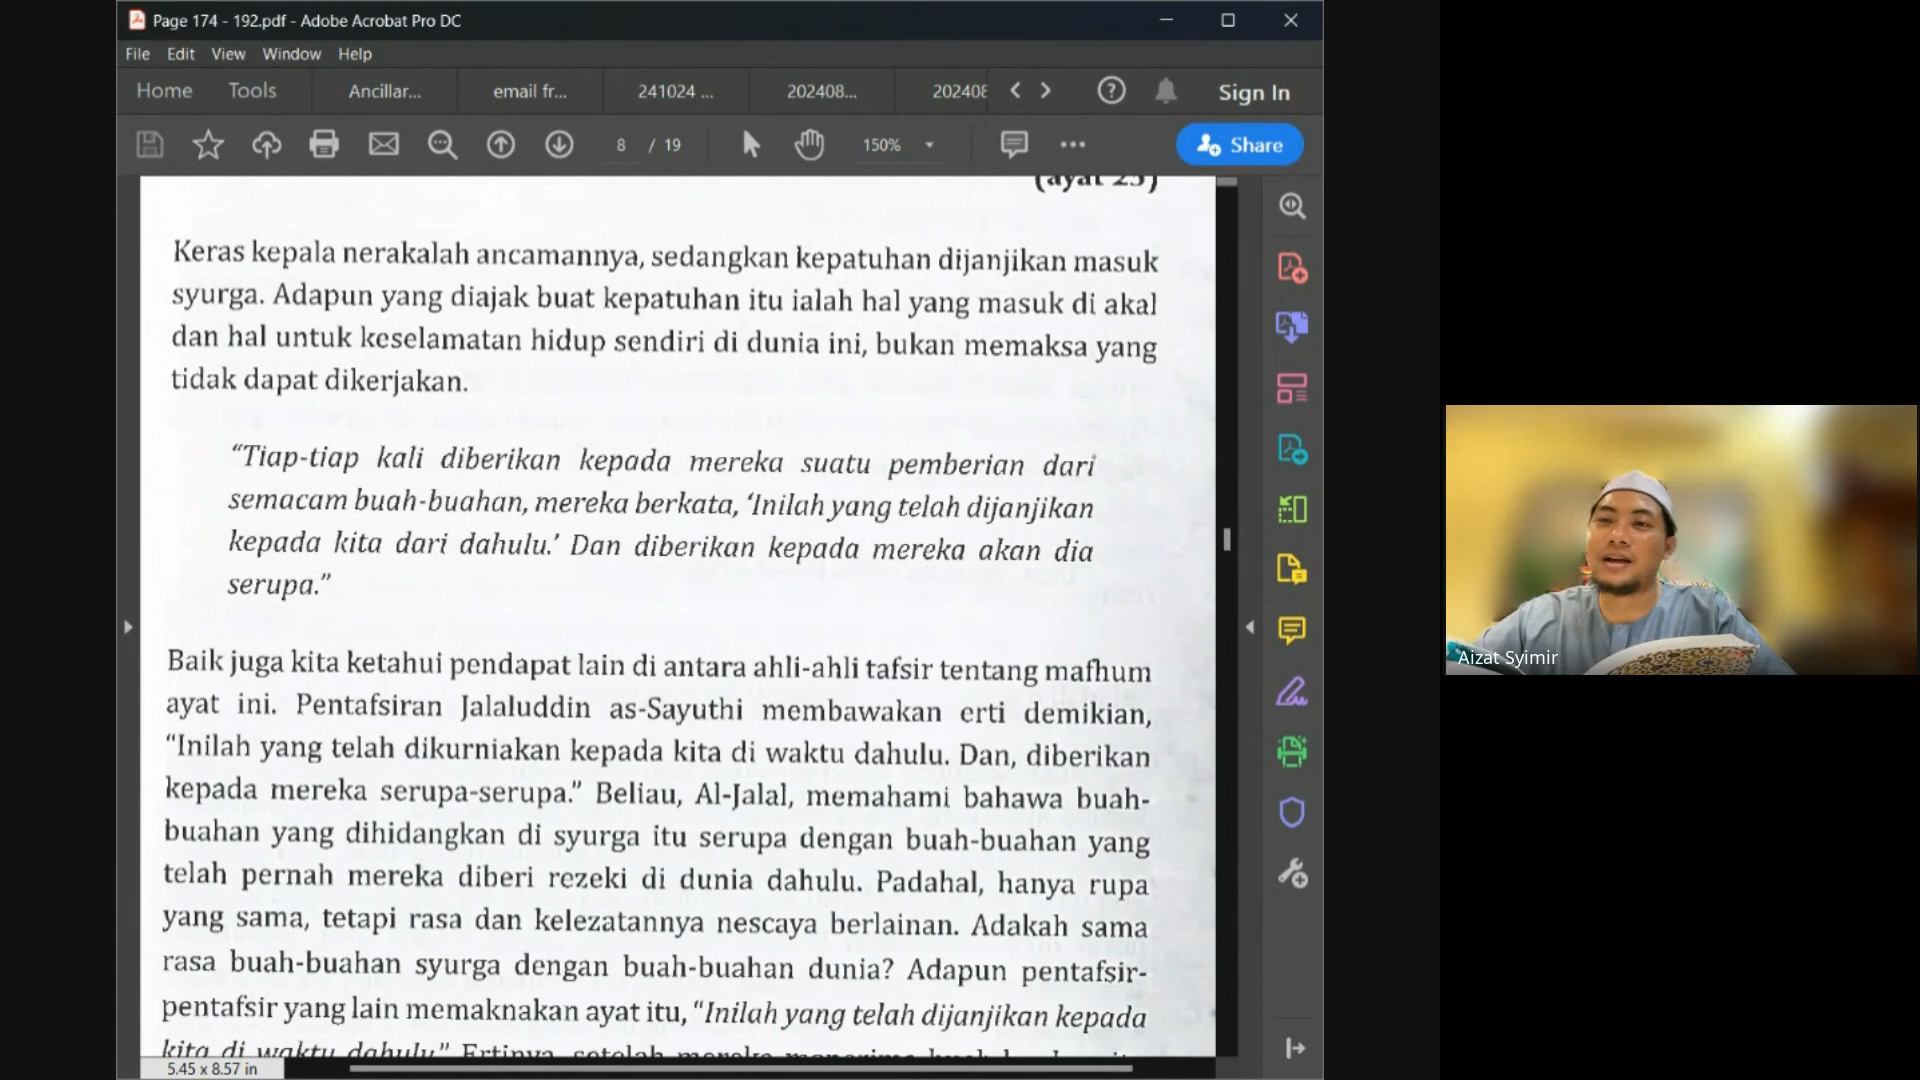 Page 174 - 192.pdf - Adobe Acrobat Pro DC
File Edit View Window Help
Home Tools Ancillar... email fr... 241024 ... 202408... 202408 Sign In
8 / 19 150% Share
(ayat 25)
Keras kepala nerakalah ancamannya, sedangkan kepatuhan dijanjikan masuk
syurga. Adapun yang diajak buat kepatuhan itu ialah hal yang masuk di akal
dan hal untuk keselamatan hidup sendiri di dunia ini, bukan memaksa yang
tidak dapat dikerjakan.
“Tiap-tiap kali diberikan kepada mereka suatu pemberian dari
semacam buah-buahan, mereka berkata, ‘Inilah yang telah dijanjikan
kepada kita dari dahulu.’ Dan diberikan kepada mereka akan dia
serupa.”
Baik juga kita ketahui pendapat lain di antara ahli-ahli tafsir tentang mafhum
ayat ini. Pentafsiran Jalaluddin as-Sayuthi membawakan erti demikian,
“Inilah yang telah dikurniakan kepada kita di waktu dahulu. Dan, diberikan
kepada mereka serupa-serupa.” Beliau, Al-Jalal, memahami bahawa buah-
buahan yang dihidangkan di syurga itu serupa dengan buah-buahan yang
telah pernah mereka diberi rezeki di dunia dahulu. Padahal, hanya rupa
yang sama, tetapi rasa dan kelezatannya nescaya berlainan. Adakah sama
rasa buah-buahan syurga dengan buah-buahan dunia? Adapun pentafsir-
pentafsir yang lain memaknakan ayat itu, “Inilah yang telah dijanjikan kepada
kita di waktu dahulu.” Ertinya, setelah mereka
5.45 x 8.57 in
Aizat Syimir